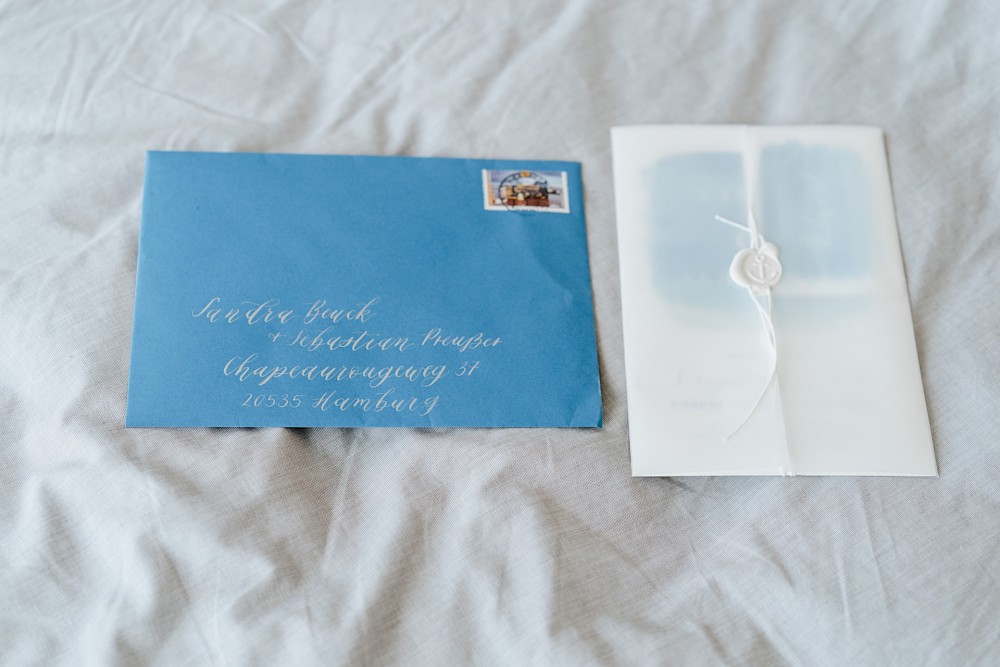 Sandra Beuck
+ Sebastian Preußer
Chapeaurougeweg 37
20535 Hamburg